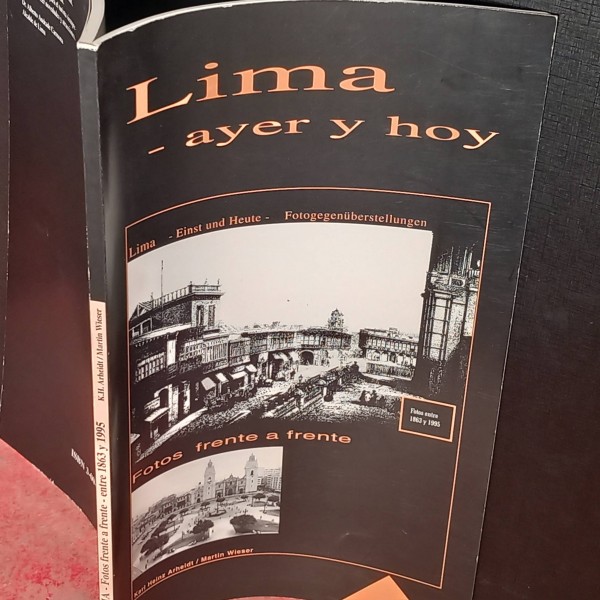 Lima
- ayer y hoy
Lima - Einst und Heute - Fotogegenüberstellungen
Fotos entre
1863 y 1995
Fotos frente a frente
Karl Heinz Arheidt / Martin Wieser
K.H. Arheidt / Martin Wieser
- Fotos frente a frente - entre 1863 y 1995